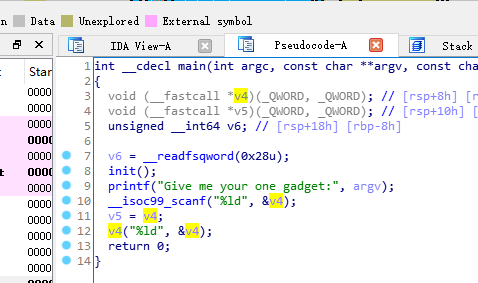 n Data Unexplored External symbol
IDA View-A Pseudocode-A Stack
Star
0000
0000
0000
0000
0000
0000
0000
0000
0000
0000
0000
0000
1 int __cdecl main(int argc, const char **argv, const cha
2 {
3 void (__fastcall *v4)(_QWORD, _QWORD); // [rsp+8h] [r
4 void (__fastcall *v5)(_QWORD, _QWORD); // [rsp+10h] [
5 unsigned __int64 v6; // [rsp+18h] [rbp-8h]
6
7 v6 = __readfsqword(0x28u);
8 init();
9 printf("Give me your one gadget:", argv);
10 __isoc99_scanf("%ld", &v4);
11 v5 = v4;
12 v4("%ld", &v4);
13 return 0;
14 }